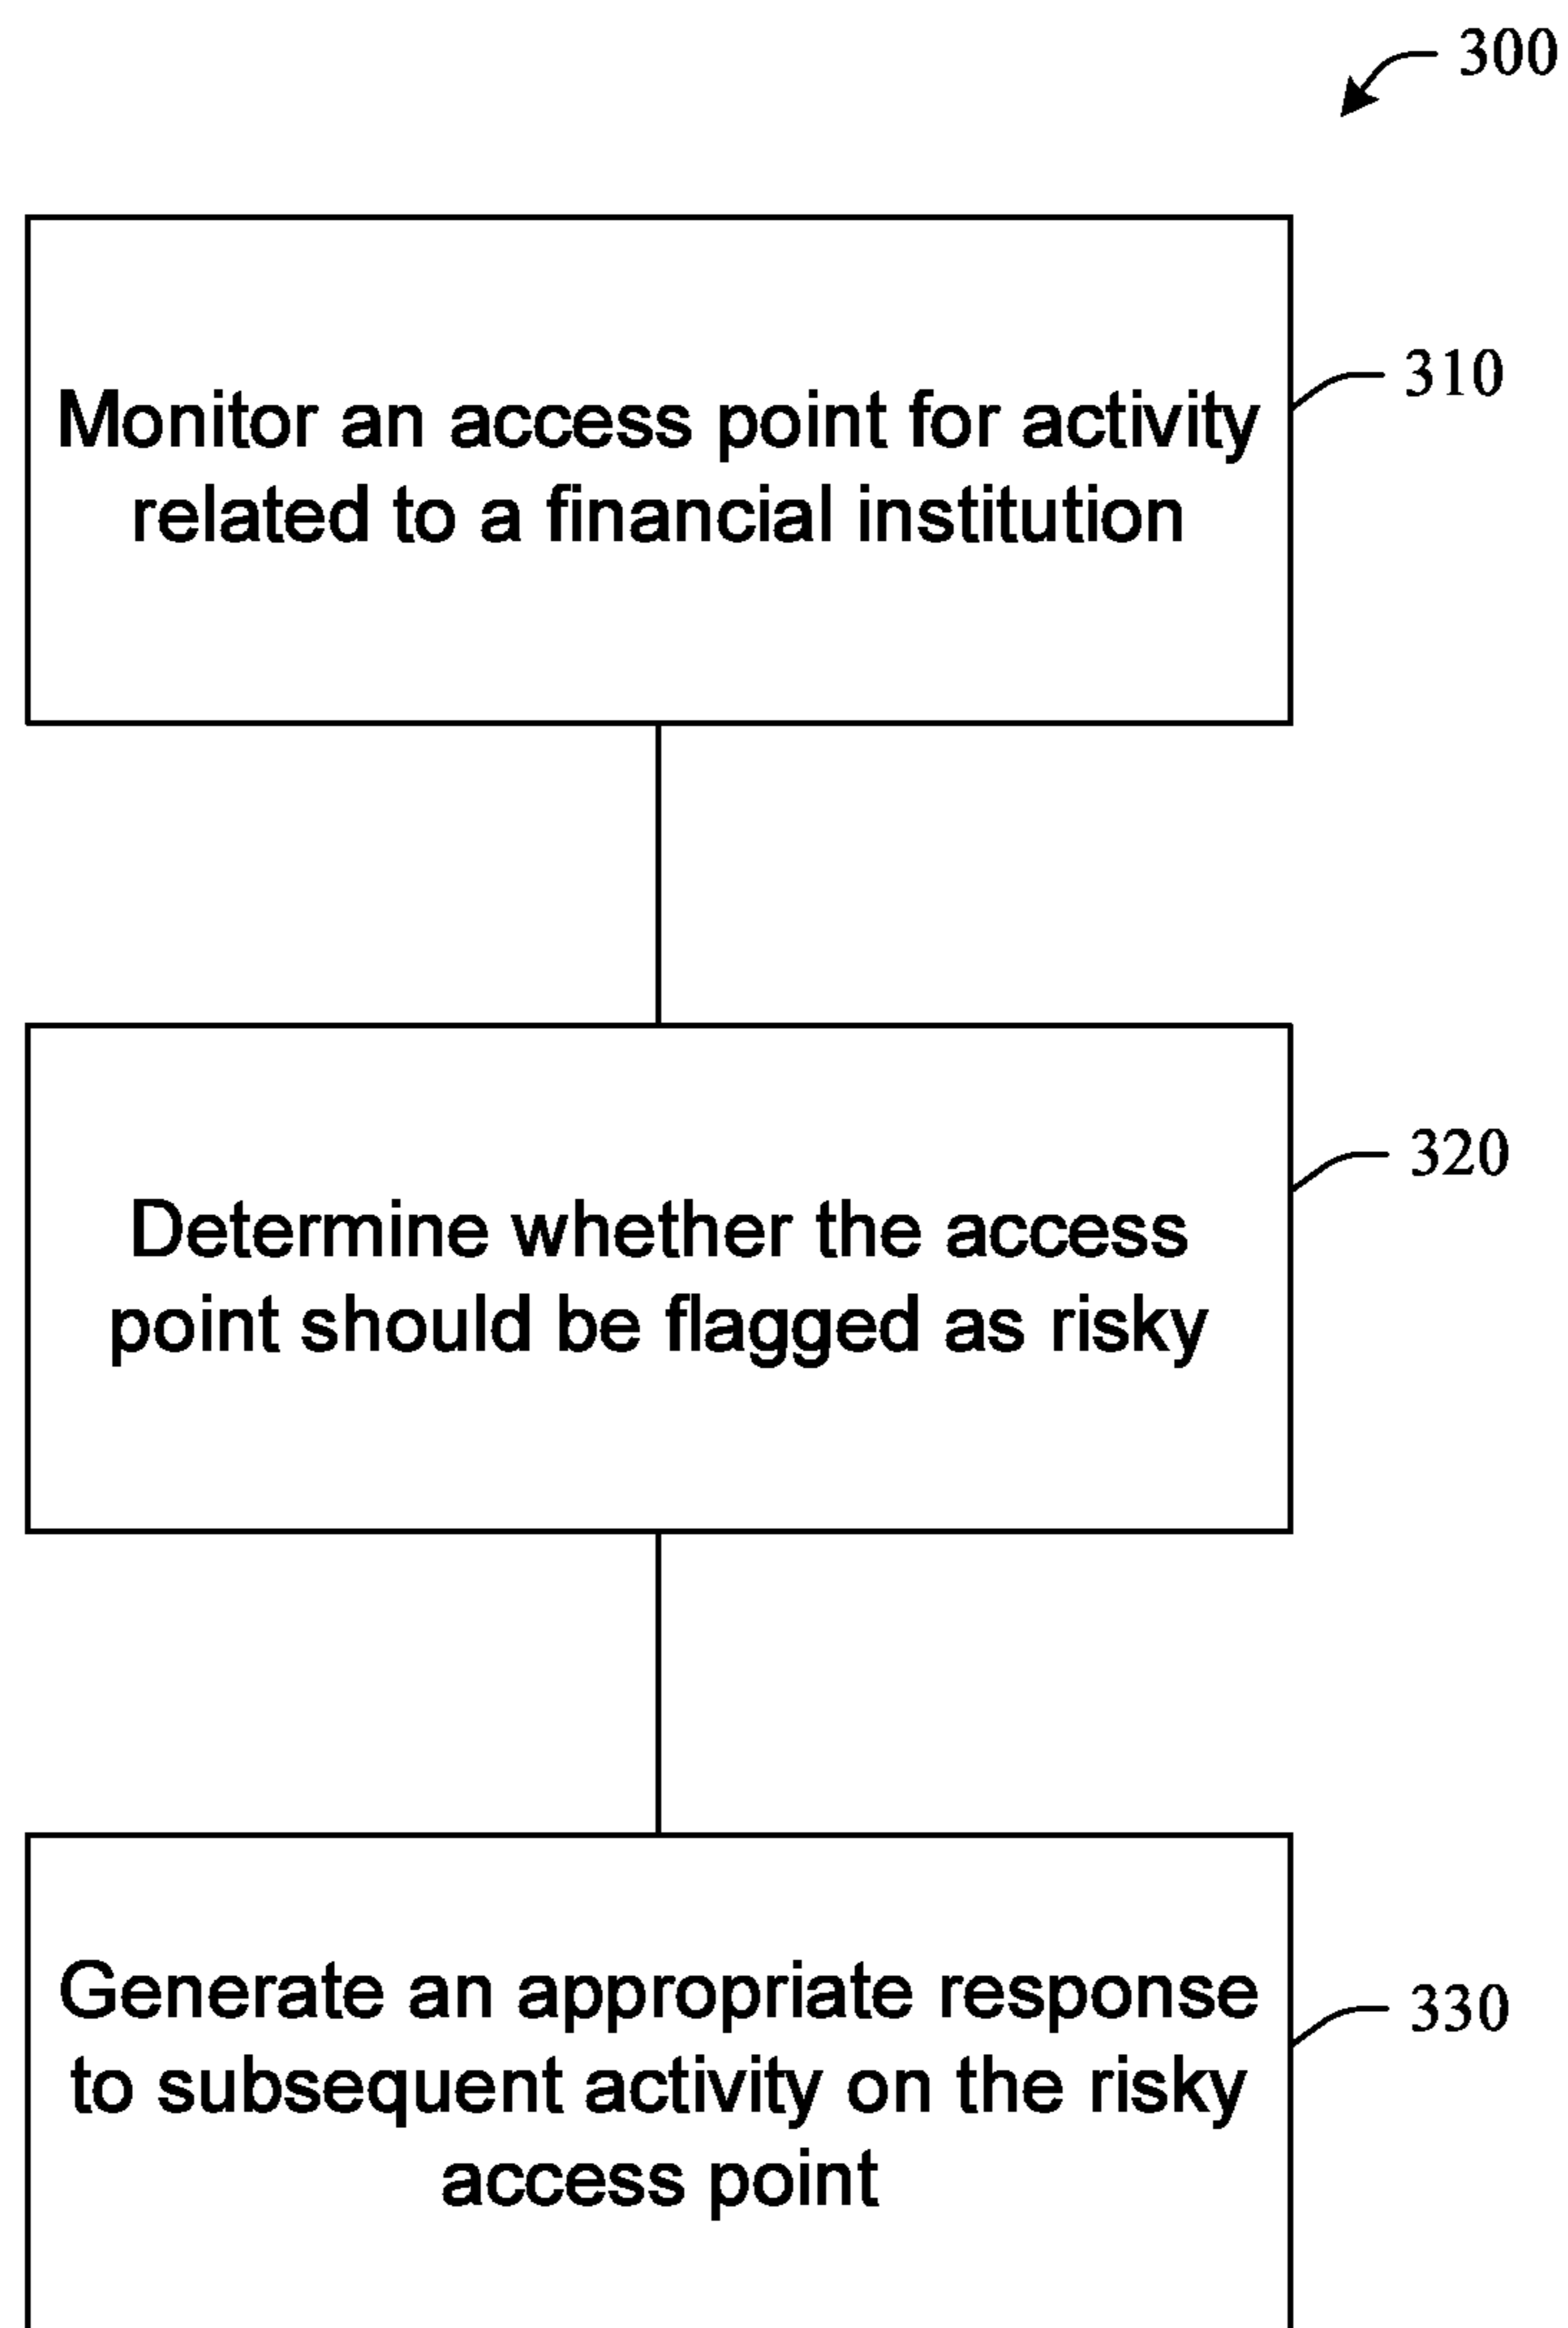 300
310
Monitor an access point for activity
related to a financial institution
320
Determine whether the access
point should be flagged as risky
330
Generate an appropriate response
to subsequent activity on the risky
access point